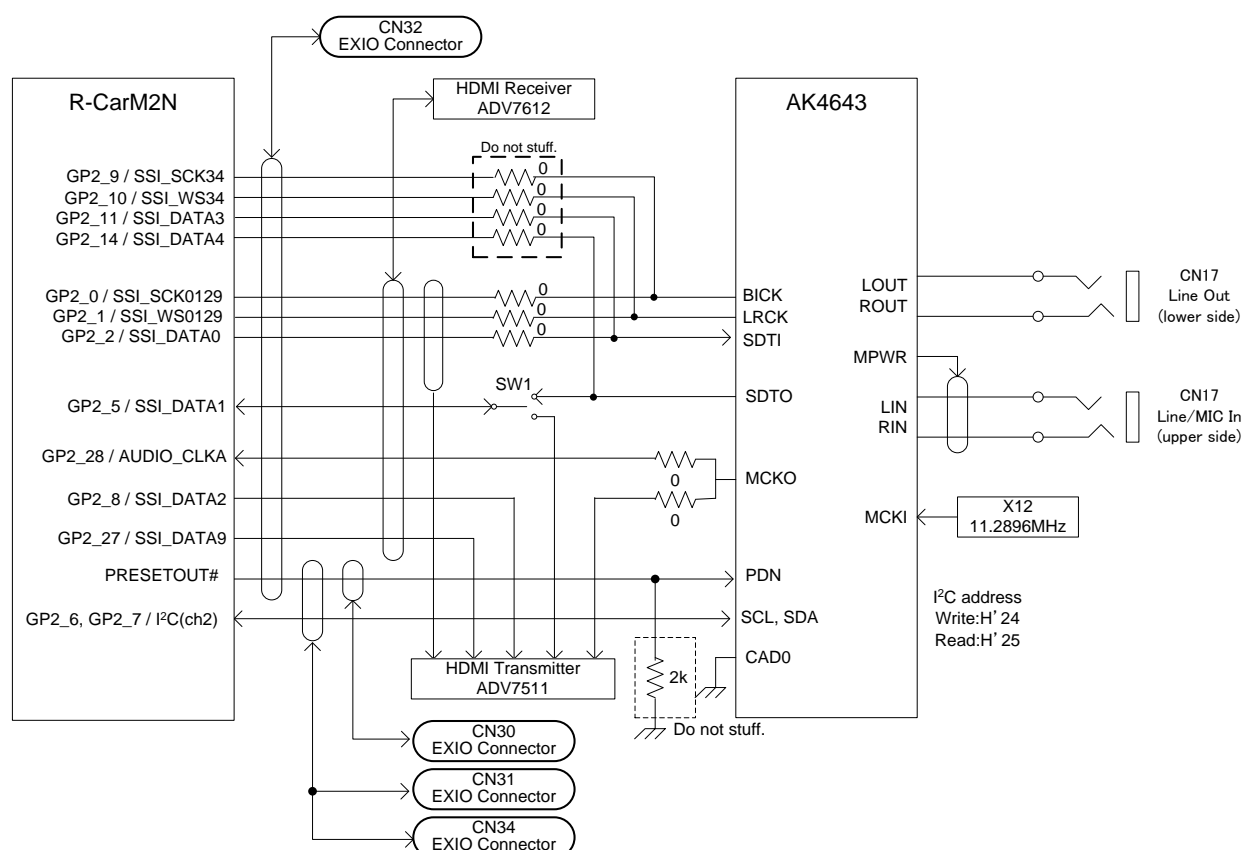 CN32
EXIO Connector
R-CarM2N
HDMI Receiver
ADV7612
AK4643
Do not stuff.
GP2_9 / SSI_SCK34
0
GP2_10 / SSI_WS34
0
GP2_11 / SSI_DATA3
0
GP2_14 / SSI_DATA4
0
GP2_0 / SSI_SCK0129
0
BICK
GP2_1 / SSI_WS0129
0
LRCK
GP2_2 / SSI_DATA0
0
SDTI
LOUT
ROUT
CN17
Line Out
(lower side)
MPWR
SW1
GP2_5 / SSI_DATA1
SDTO
LIN
RIN
CN17
Line/MIC In
(upper side)
GP2_28 / AUDIO_CLKA
0
MCKO
GP2_8 / SSI_DATA2
0
MCKI
X12
11.2896MHz
GP2_27 / SSI_DATA9
PRESETOUT#
PDN
GP2_6, GP2_7 / I²C(ch2)
SCL, SDA
I²C address
Write:H' 24
Read:H' 25
CAD0
HDMI Transmitter
ADV7511
2k
Do not stuff.
CN30
EXIO Connector
CN31
EXIO Connector
CN34
EXIO Connector